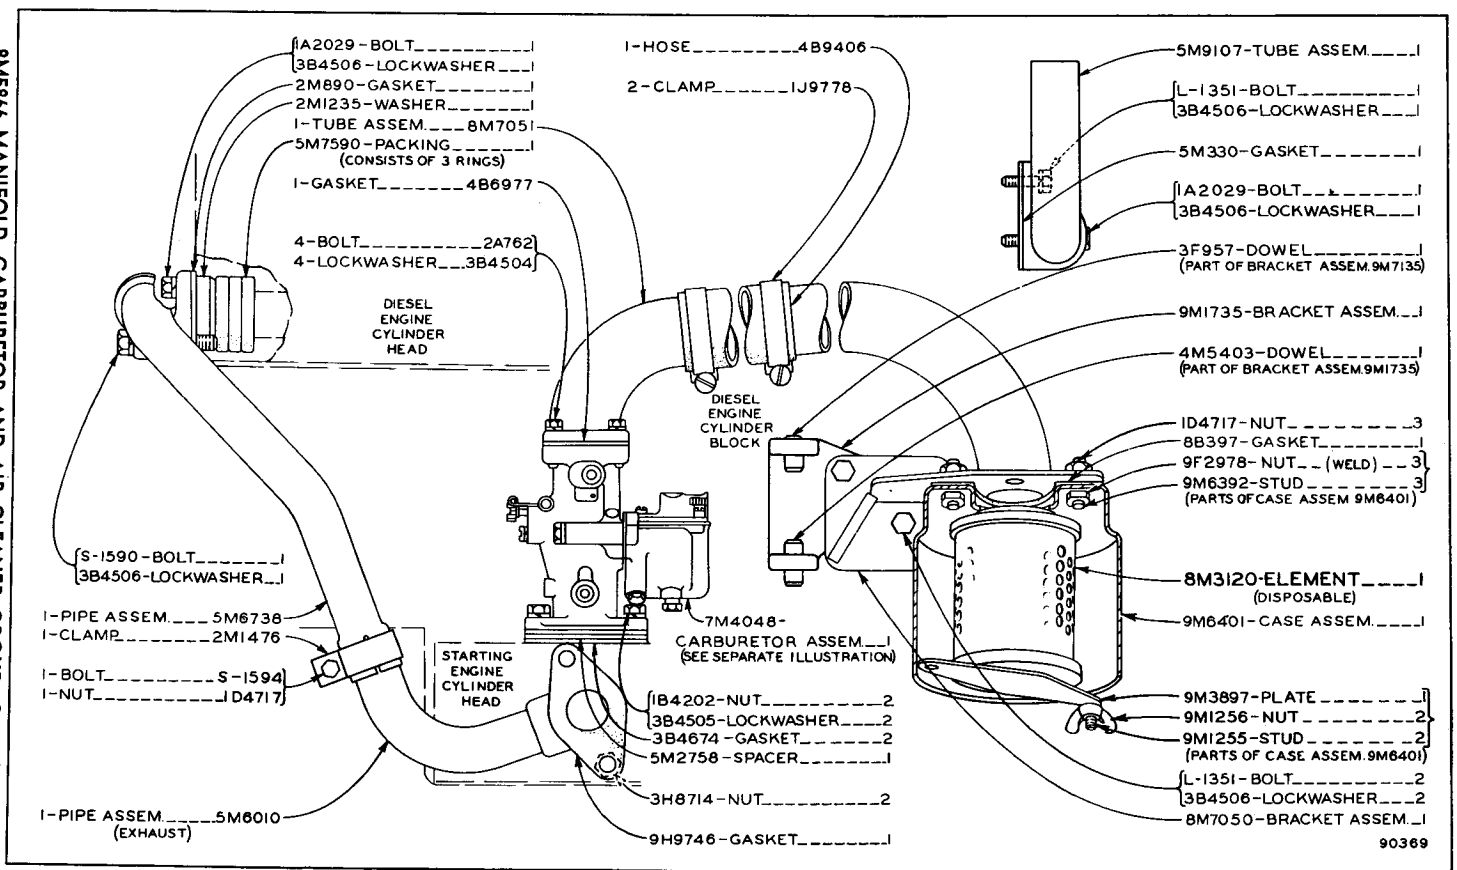 1A2029-BOLT 1
3B4506-LOCKWASHER 1
2M890-GASKET 1
2M1235-WASHER 1
1-TUBE ASSEM. 8M7051
5M7590-PACKING 1
(CONSISTS OF 3 RINGS)
1-GASKET 4B6977
4-BOLT 2A762
4-LOCKWASHER 3B4504
1-HOSE 4B9406
2-CLAMP 1J9778
5M9107-TUBE ASSEM. 1
L-1351-BOLT 1
3B4506-LOCKWASHER 1
5M330-GASKET 1
1A2029-BOLT 1
3B4506-LOCKWASHER 1
3F957-DOWEL 1
(PART OF BRACKET ASSEM.9M7135)
9M1735-BRACKET ASSEM. 1
4M5403-DOWEL 1
(PART OF BRACKET ASSEM.9M1735)
1D4717-NUT 3
8B397-GASKET 1
9F2978-NUT (WELD) 3
9M6392-STUD 3
(PARTS OF CASE ASSEM 9M6401)
8M3120-ELEMENT 1
(DISPOSABLE)
9M6401-CASE ASSEM. 1
9M3897-PLATE 1
9M1256-NUT 2
9M1255-STUD 2
(PARTS OF CASE ASSEM.9M6401)
L-1351-BOLT 2
3B4506-LOCKWASHER 2
8M7050-BRACKET ASSEM. 1
90369
DIESEL
ENGINE
CYLINDER
HEAD
DIESEL
ENGINE
CYLINDER
BLOCK
S-1590-BOLT 1
3B4506-LOCKWASHER 1
1-PIPE ASSEM. 5M6738
1-CLAMP 2M1476
1-BOLT S-1594
1-NUT 1D4717
1-PIPE ASSEM. 5M6010
(EXHAUST)
STARTING
ENGINE
CYLINDER
HEAD
7M4048-
CARBURETOR ASSEM. 1
(SEE SEPARATE ILLUSTRATION)
1B4202-NUT 2
3B4505-LOCKWASHER 2
3B4674-GASKET 2
5M2758-SPACER 1
3H8714-NUT 2
9H9746-GASKET 1